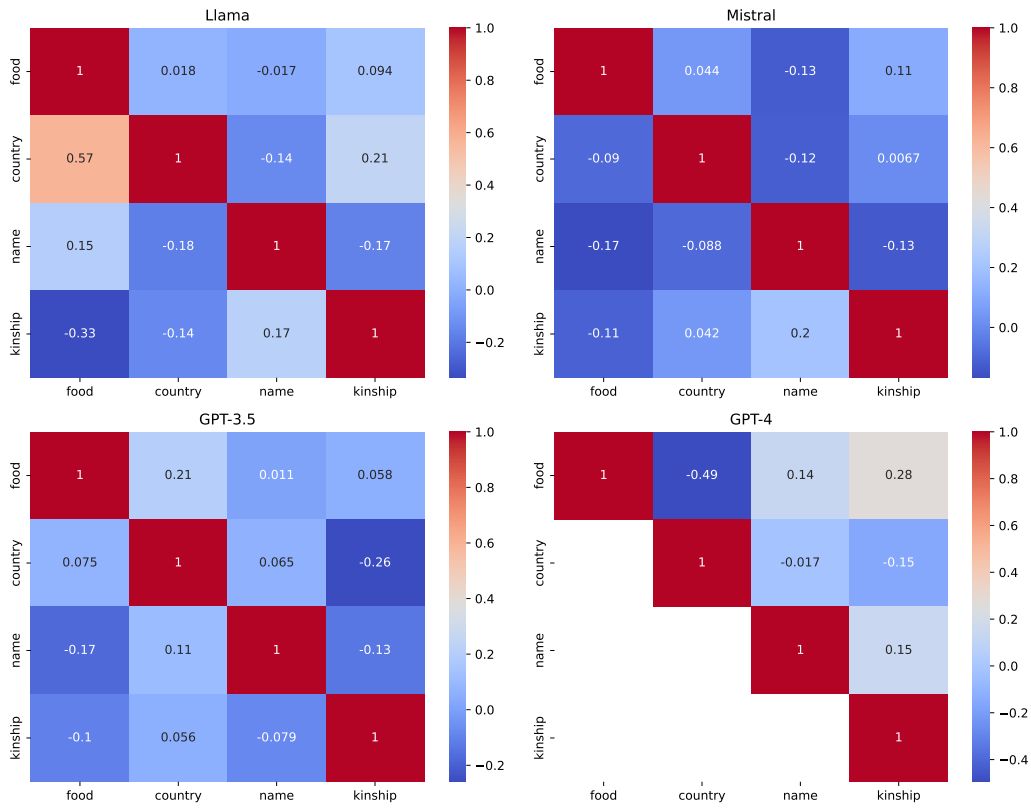 Llama
food 1 0.018 -0.017 0.094
country 0.57 1 -0.14 0.21
name 0.15 -0.18 1 -0.17
kinship -0.33 -0.14 0.17 1
food country name kinship
1.0
0.8
0.6
0.4
0.2
0.0
−0.2
Mistral
food 1 0.044 -0.13 0.11
country -0.09 1 -0.12 0.0067
name -0.17 -0.088 1 -0.13
kinship -0.11 0.042 0.2 1
food country name kinship
1.0
0.8
0.6
0.4
0.2
0.0
GPT-3.5
food 1 0.21 0.011 0.058
country 0.075 1 0.065 -0.26
name -0.17 0.11 1 -0.13
kinship -0.1 0.056 -0.079 1
food country name kinship
1.0
0.8
0.6
0.4
0.2
0.0
−0.2
GPT-4
food 1 -0.49 0.14 0.28
country 1 -0.017 -0.15
name 1 0.15
kinship 1
food country name kinship
1.0
0.8
0.6
0.4
0.2
0.0
−0.2
−0.4